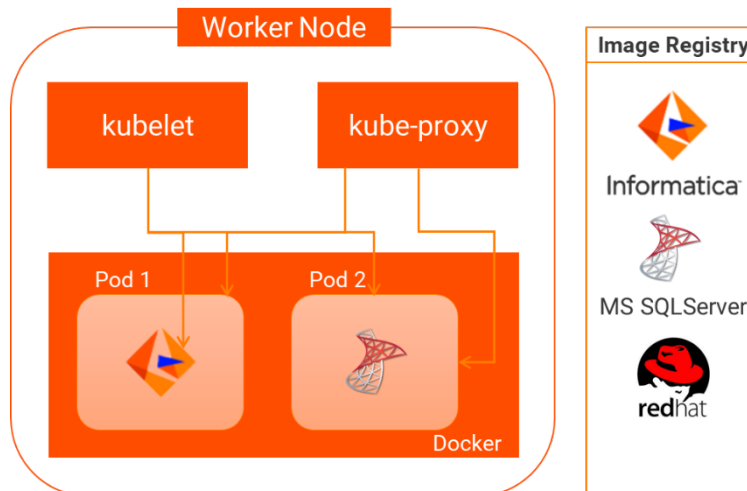 Worker Node
Image Registry
kubelet
kube-proxy
Informatica
Pod 1
Pod 2
MS SQLServer
redhat
Docker